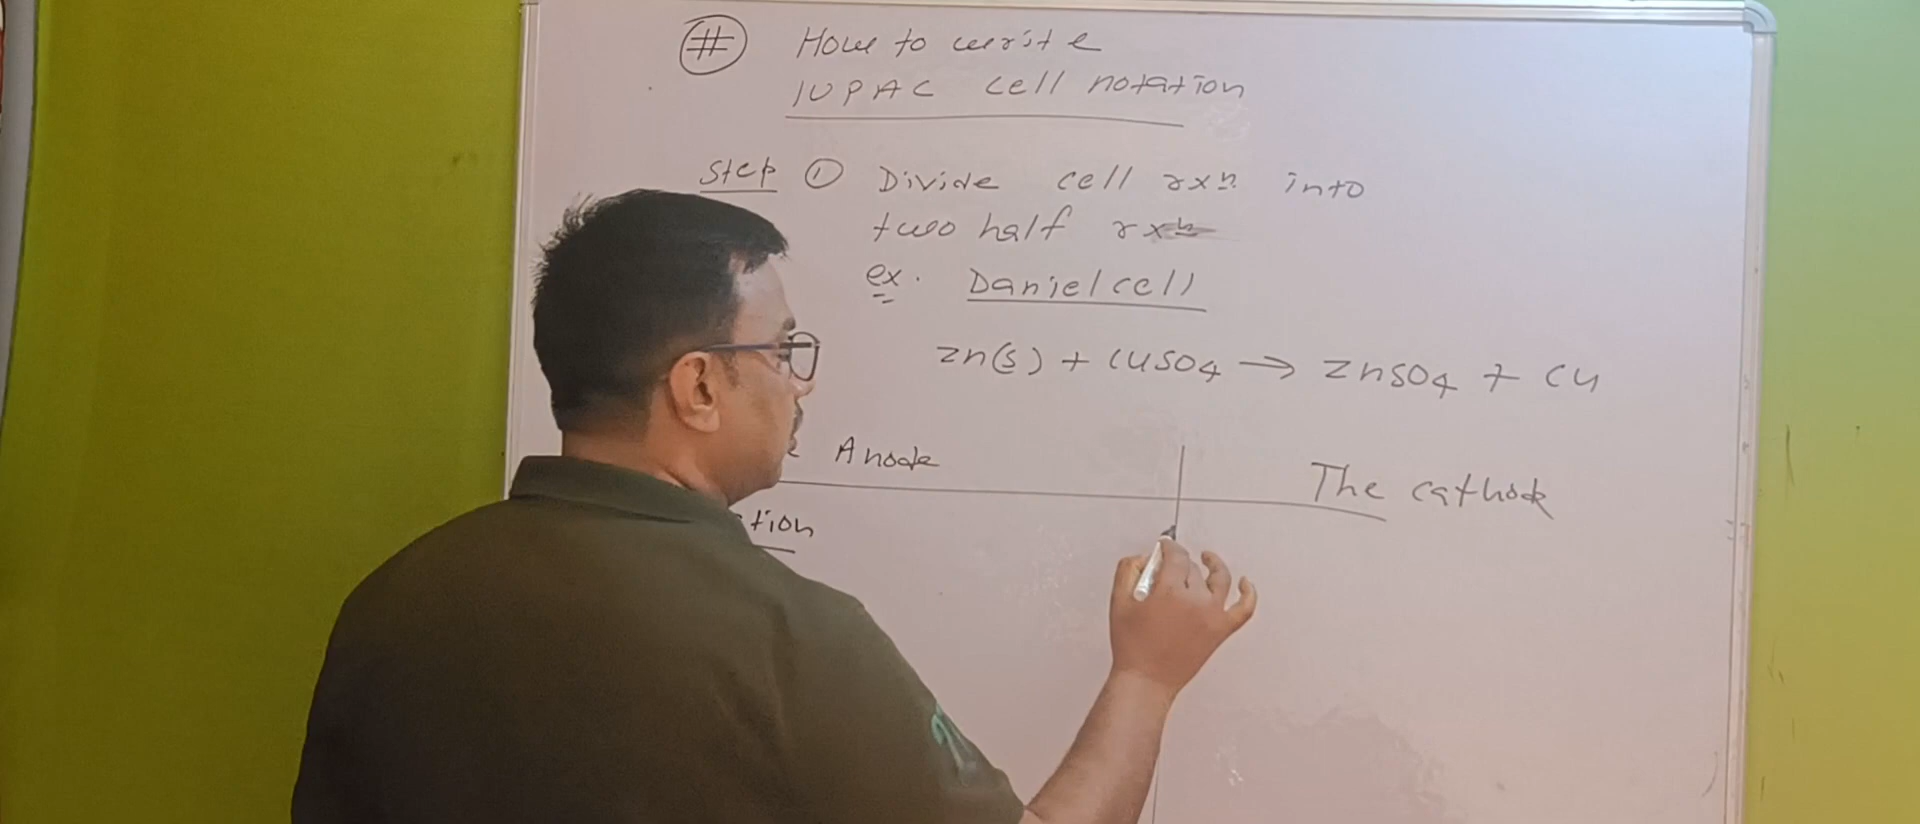 # How to write
IUPAC cell notation
Step ① Divide cell rxn into
two half rxn
ex. Daniel cell
Zn(s) + CuSO4 → ZnSO4 + Cu
Anode The cathode